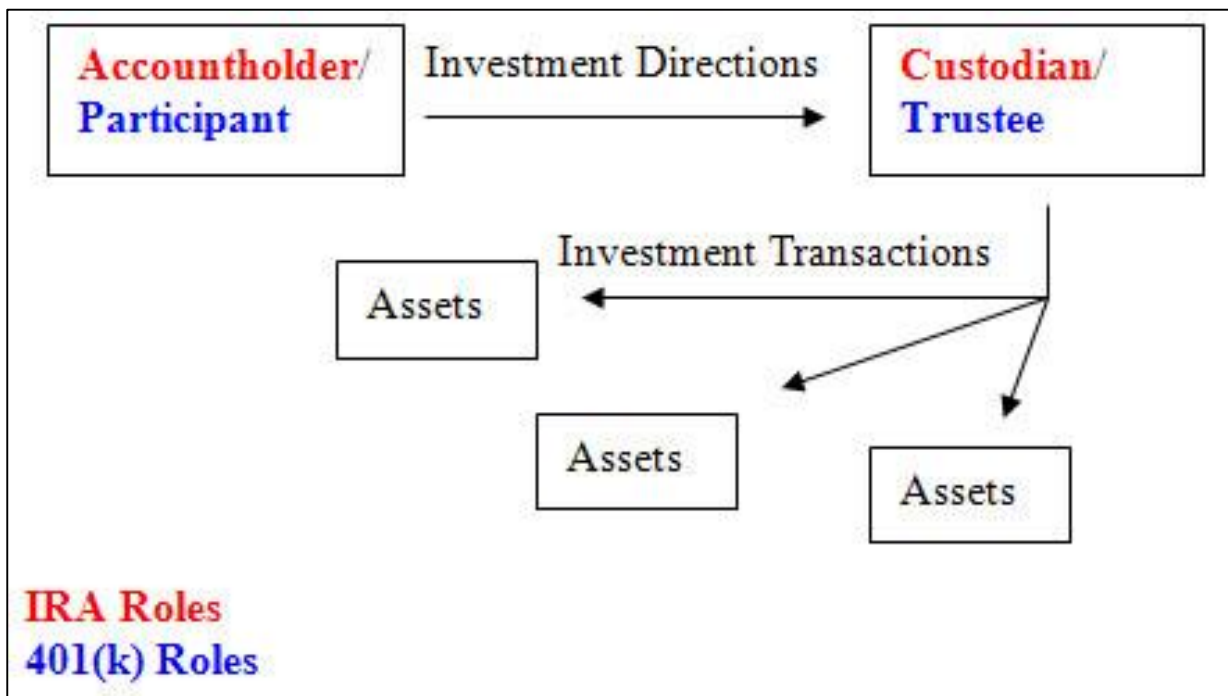 Accountholder/
Participant
Investment Directions
Custodian/
Trustee
Investment Transactions
Assets
Assets
Assets
IRA Roles
401(k) Roles